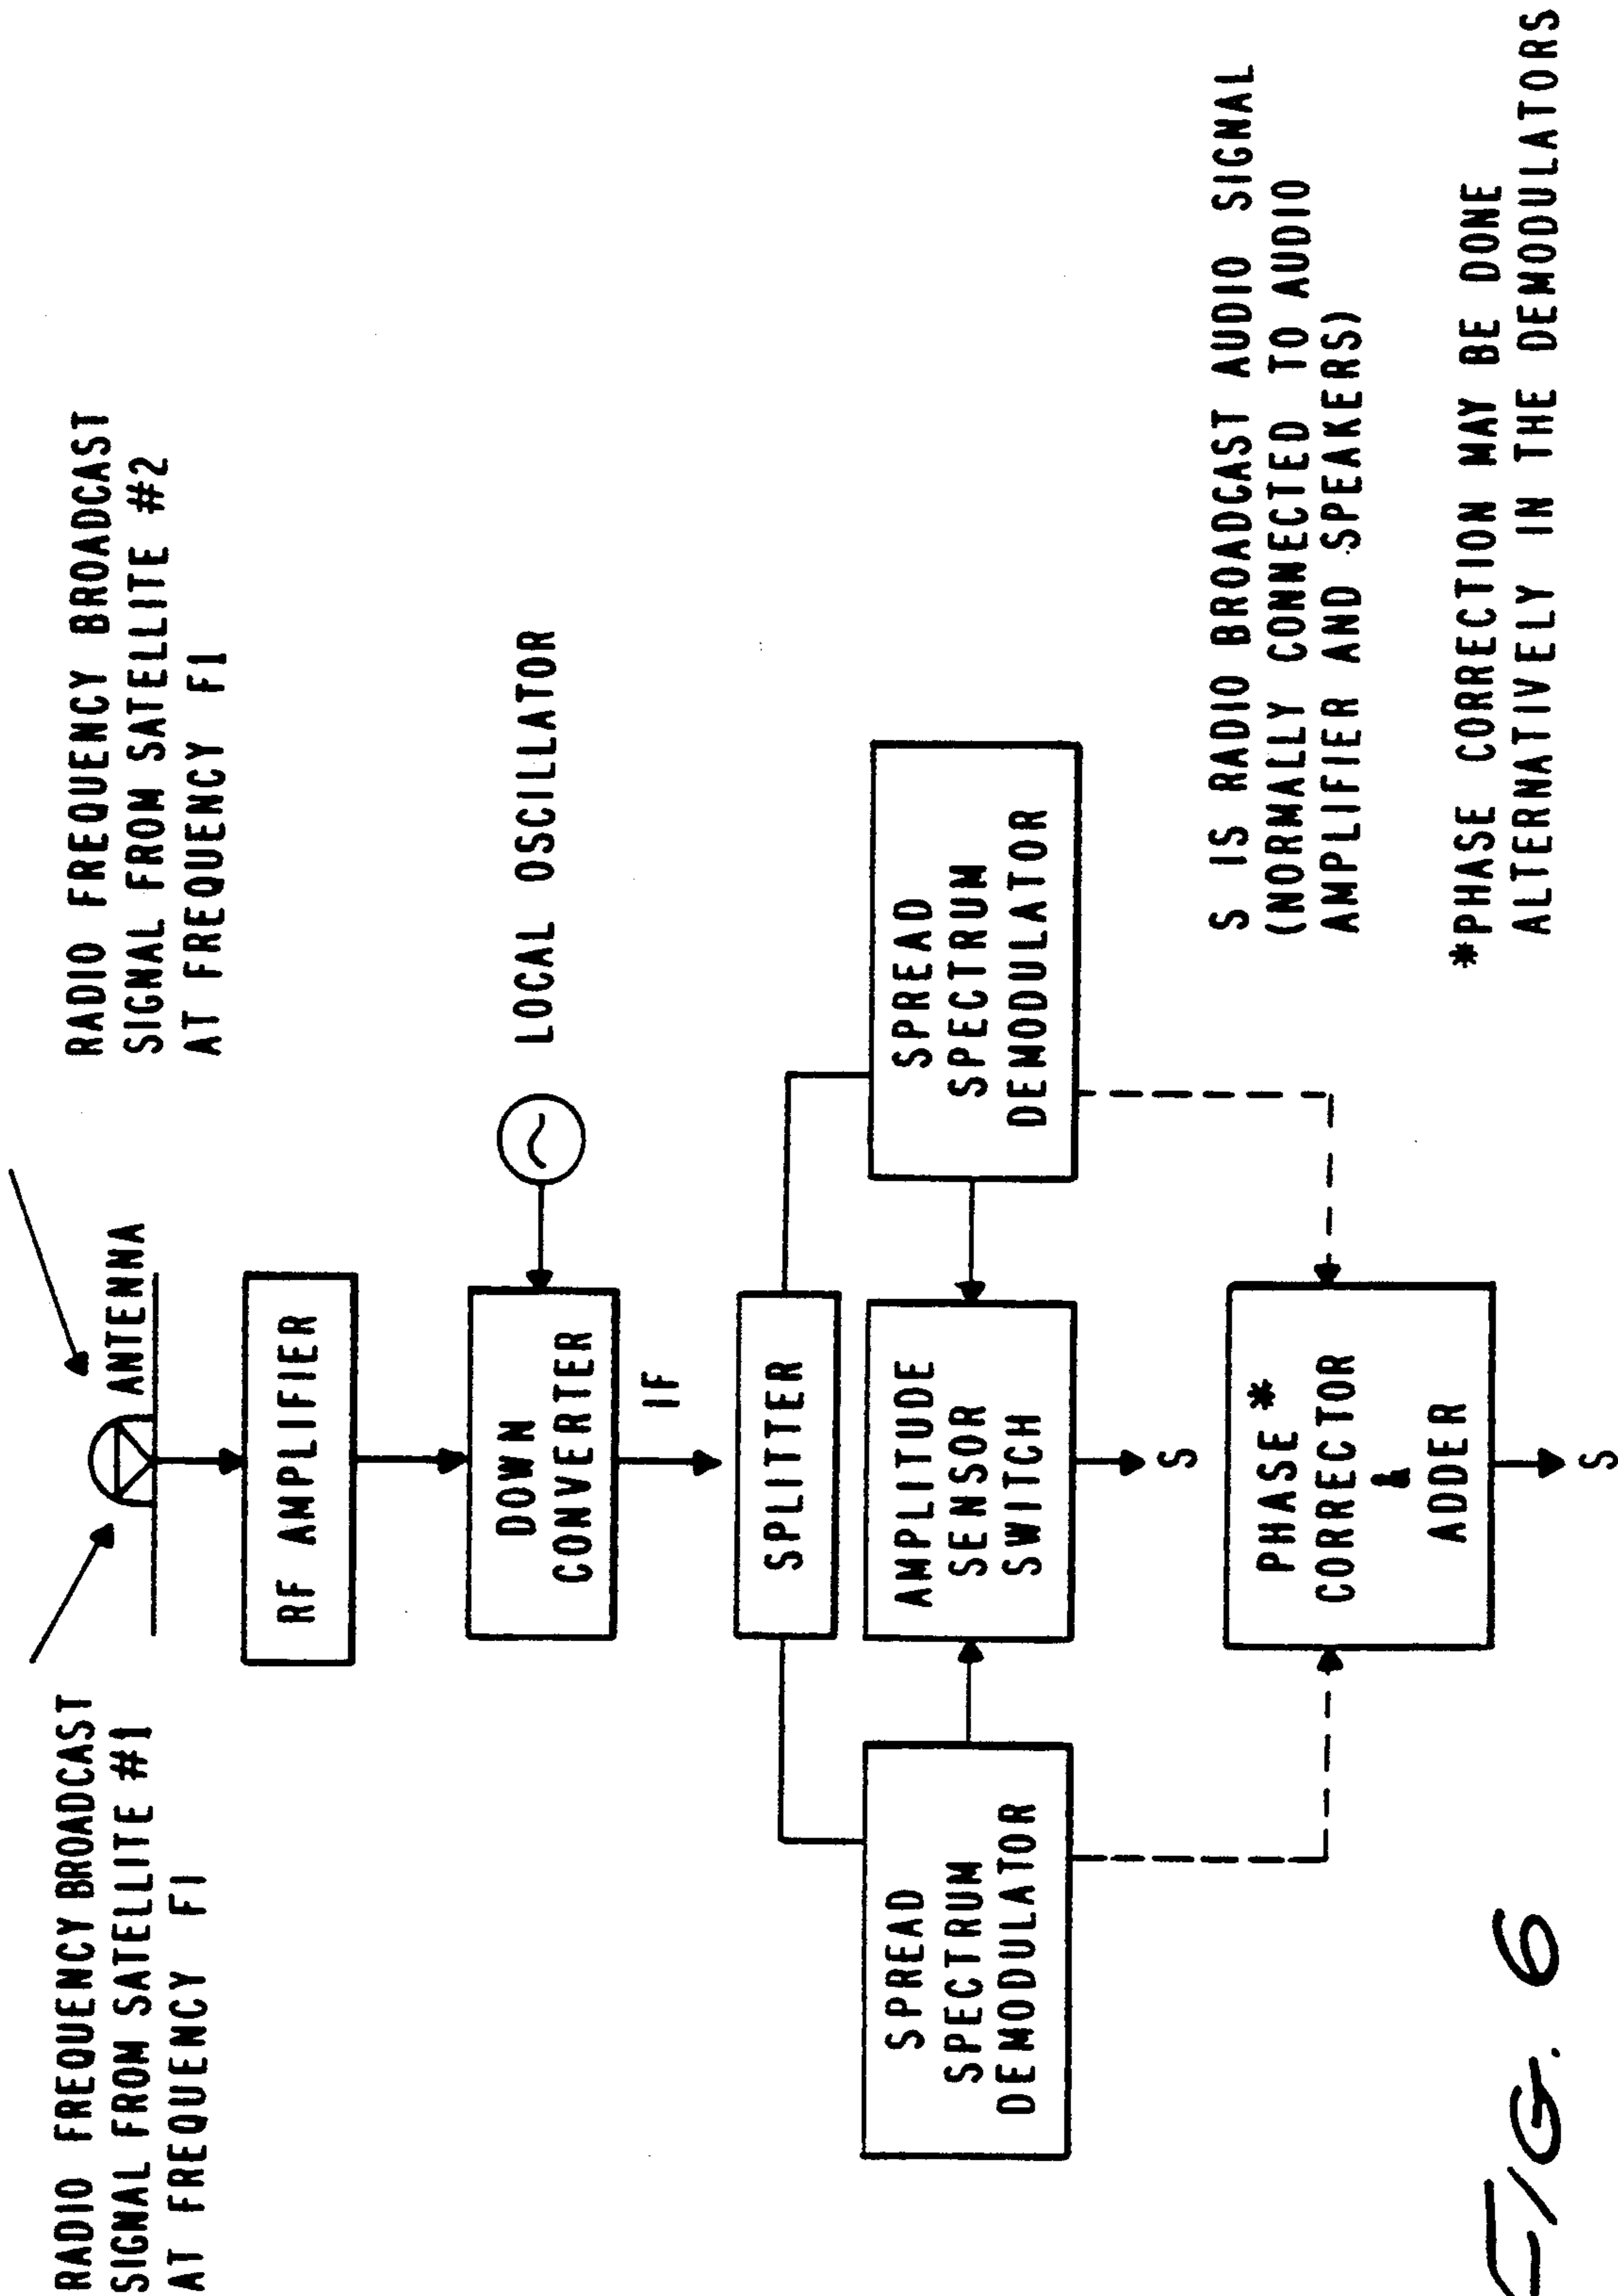 RADIO FREQUENCY BROADCAST
SIGNAL FROM SATELLITE #1
AT FREQUENCY F1
RADIO FREQUENCY BROADCAST
SIGNAL FROM SATELLITE #2
AT FREQUENCY F1
ANTENNA
RF AMPLIFIER
DOWN
CONVERTER
LOCAL OSCILLATOR
IF
SPLITTER
SPREAD
SPECTRUM
DEMODULATOR
AMPLITUDE
SENSOR
SWITCH
SPREAD
SPECTRUM
DEMODULATOR
S
PHASE *
CORRECTOR
&
ADDER
S
S IS RADIO BROADCAST AUDIO SIGNAL
(NORMALLY CONNECTED TO AUDIO
AMPLIFIER AND SPEAKERS)
*PHASE CORRECTION MAY BE DONE
ALTERNATIVELY IN THE DEMODULATORS
FIG. 6